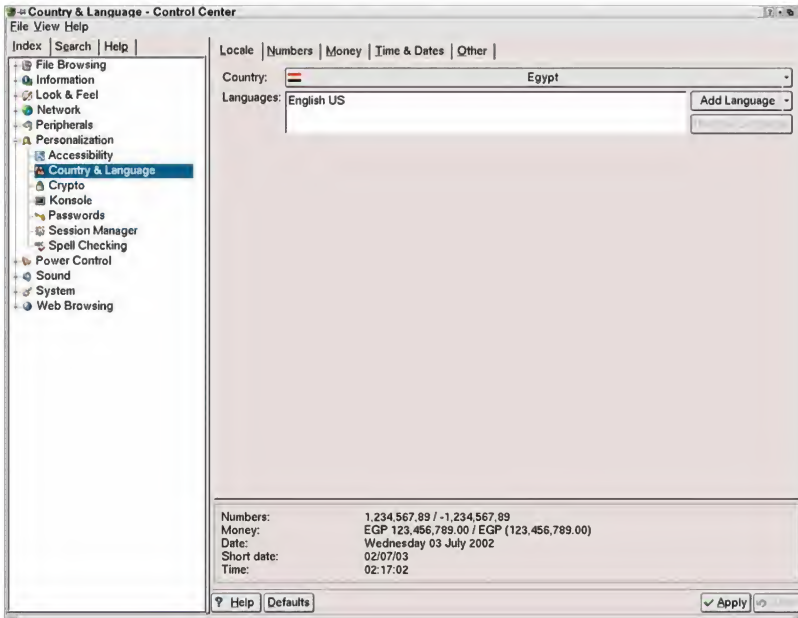 Country & Language - Control Center
File View Help
Index Search Help
File Browsing
Information
Look & Feel
Network
Peripherals
Personalization
Accessibility
Country & Language
Crypto
Konsole
Passwords
Session Manager
Spell Checking
Power Control
Sound
System
Web Browsing
Locale Numbers Money Time & Dates Other
Country: Egypt
Languages: English US
Add Language
Numbers: 1,234,567,89 / -1,234,567,89
Money: EGP 123,456,789.00 / EGP (123,456,789.00)
Date: Wednesday 03 July 2002
Short date: 02/07/03
Time: 02:17:02
? Help Defaults Apply